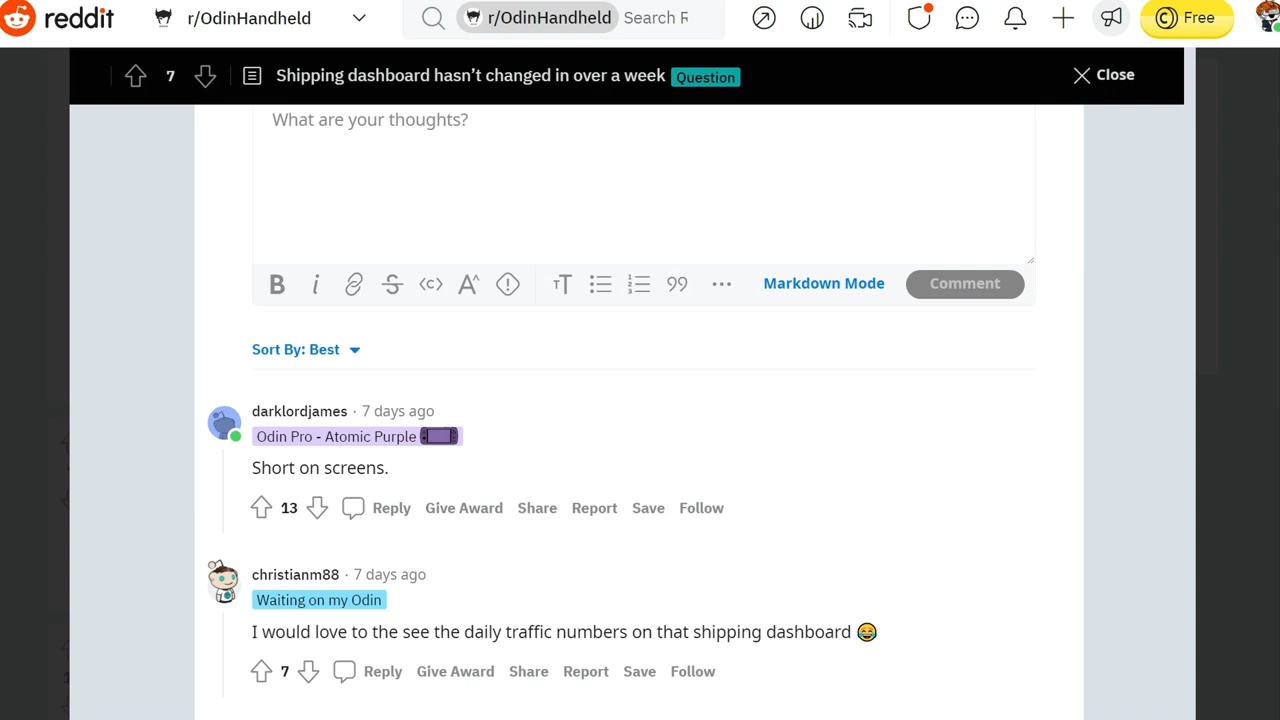 reddit r/OdinHandheld r/OdinHandheld Search R Free
7 Shipping dashboard hasn’t changed in over a week Question Close
What are your thoughts?
B i <c> A^ TT 99 ... Markdown Mode Comment
Sort By: Best
darklordjames · 7 days ago
Odin Pro - Atomic Purple
Short on screens.
13 Reply Give Award Share Report Save Follow
christianm88 · 7 days ago
Waiting on my Odin
I would love to the see the daily traffic numbers on that shipping dashboard 😂
7 Reply Give Award Share Report Save Follow